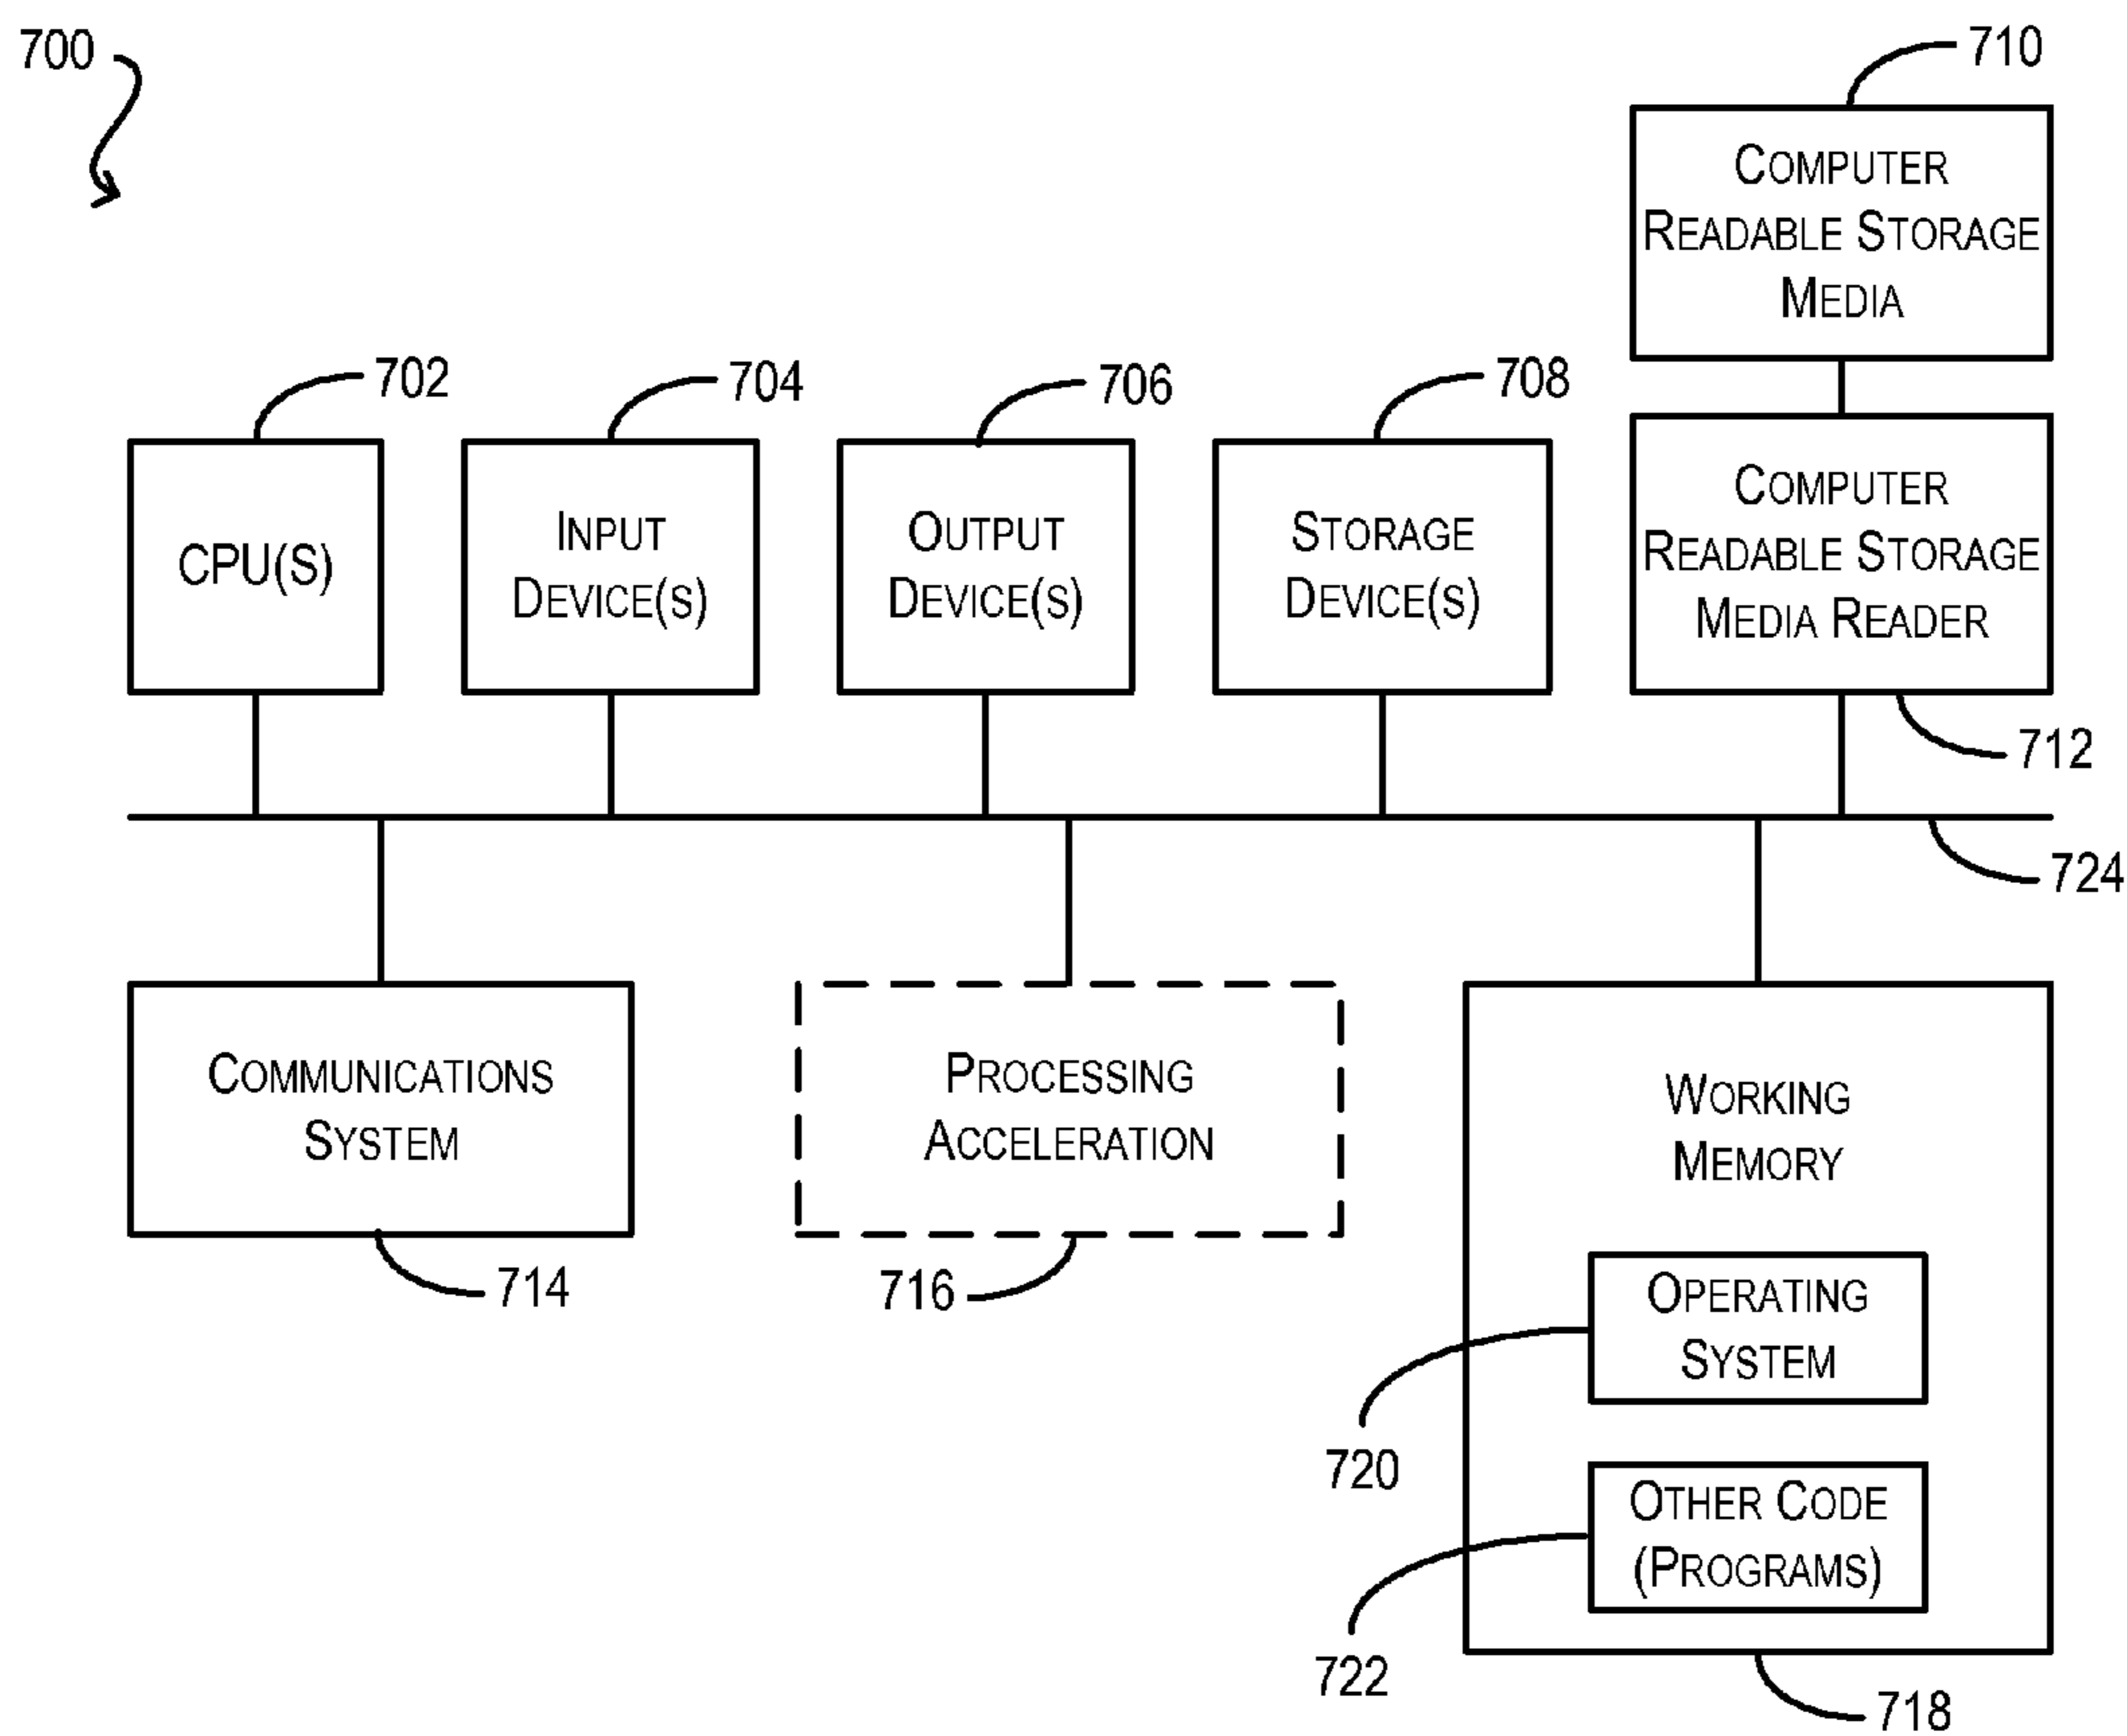 700
710
COMPUTER
READABLE STORAGE
MEDIA
702
704
706
708
CPU(S)
INPUT
DEVICE(S)
OUTPUT
DEVICE(S)
STORAGE
DEVICE(S)
COMPUTER
READABLE STORAGE
MEDIA READER
712
724
COMMUNICATIONS
SYSTEM
714
PROCESSING
ACCELERATION
716
WORKING
MEMORY
OPERATING
SYSTEM
720
OTHER CODE
(PROGRAMS)
722
718